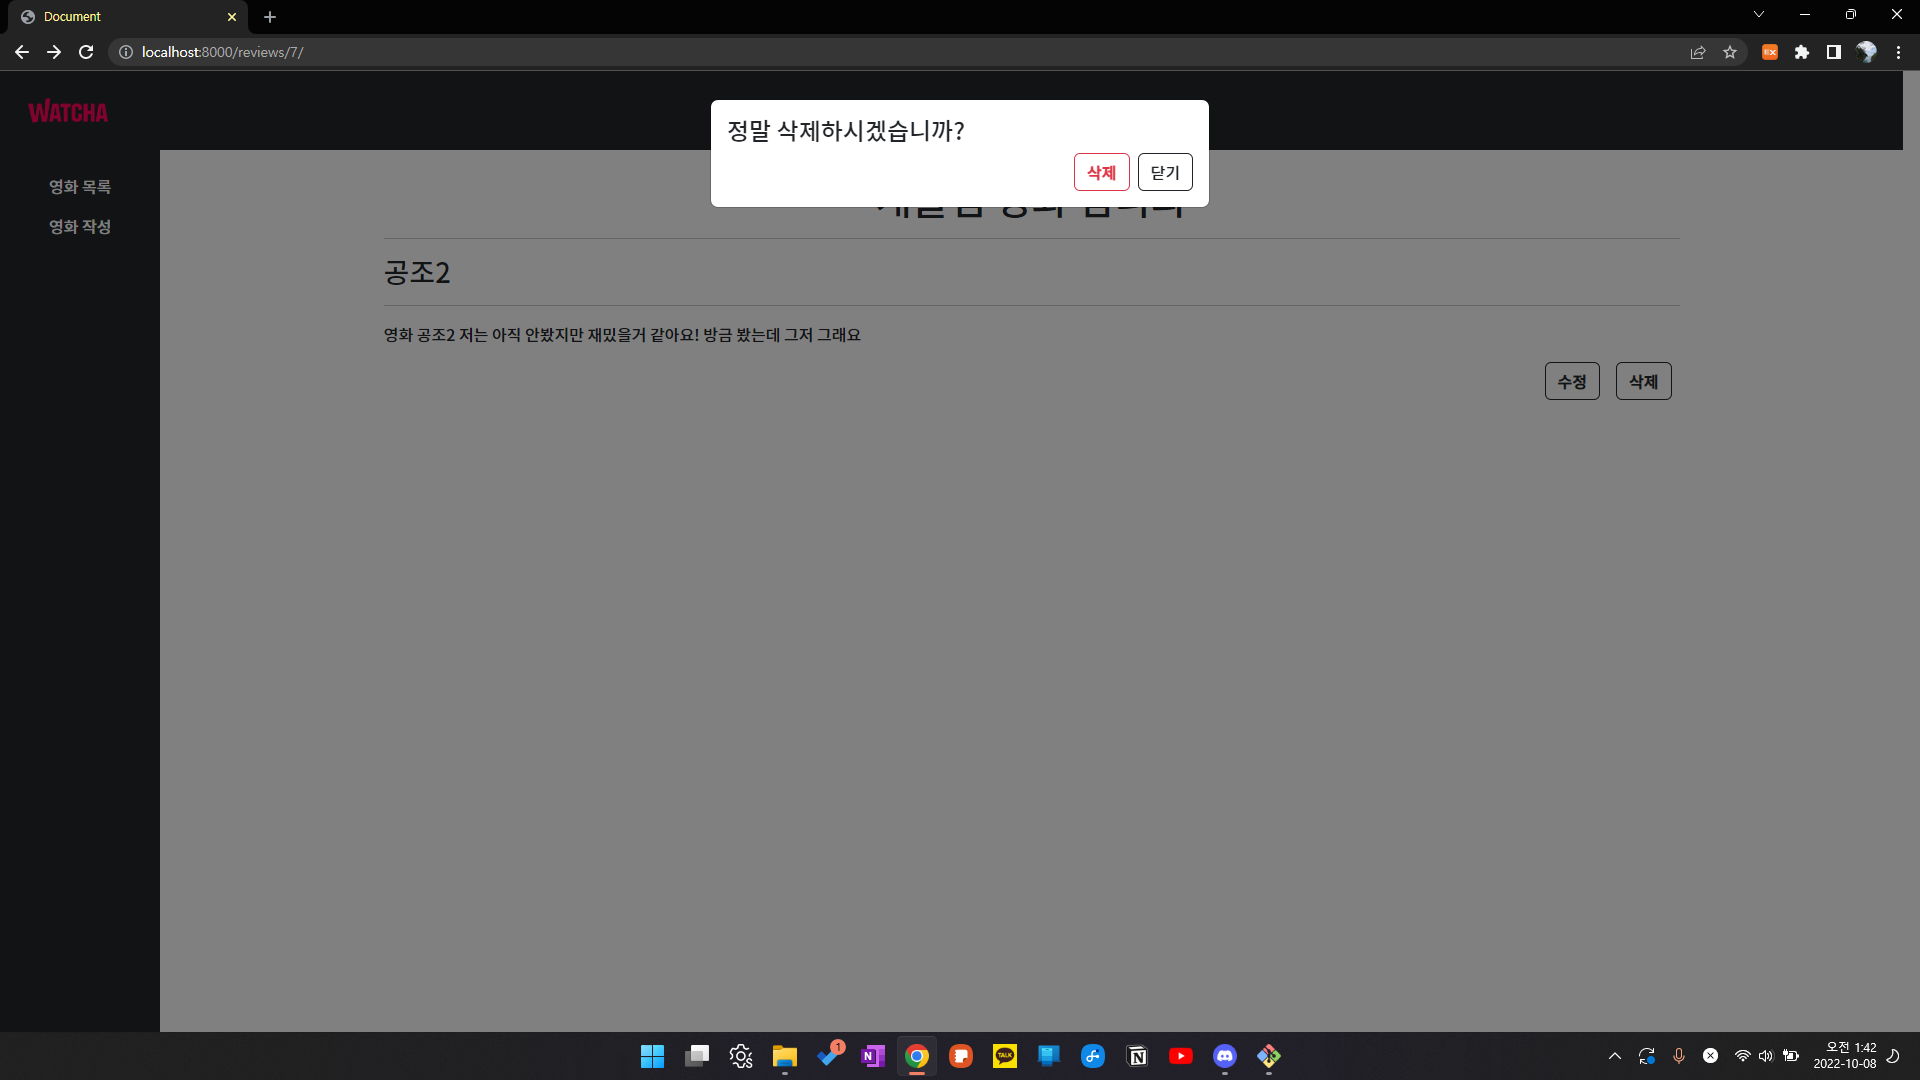 Document
localhost:8000/reviews/7/
WATCHA
정말 삭제하시겠습니까?
삭제
닫기
영화 목록
영화 작성
공조2
영화 공조2 저는 아직 안봤지만 재밌을거 같아요! 방금 봤는데 그저 그래요
수정
삭제
EX
1
N
TALK
N
오전 1:42
2022-10-08